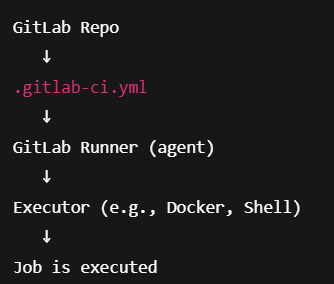 GitLab Repo
↓
.gitlab-ci.yml
↓
GitLab Runner (agent)
↓
Executor (e.g., Docker, Shell)
↓
Job is executed